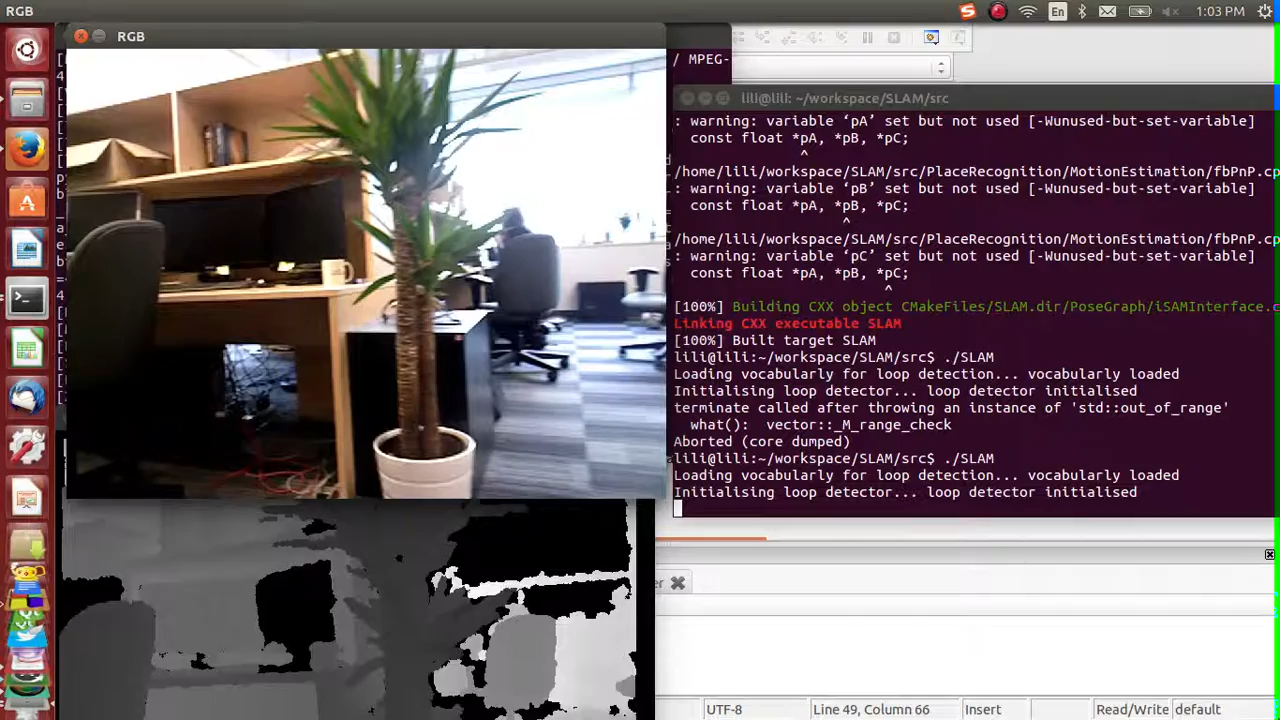 RGB
En
1:03 PM
RGB
/ MPEG-
lili@lili: ~/workspace/SLAM/src
: warning: variable ‘pA’ set but not used [-Wunused-but-set-variable]
const float *pA, *pB, *pC;
^
/home/lili/workspace/SLAM/src/PlaceRecognition/MotionEstimation/fbPnP.cp
: warning: variable ‘pB’ set but not used [-Wunused-but-set-variable]
const float *pA, *pB, *pC;
^
/home/lili/workspace/SLAM/src/PlaceRecognition/MotionEstimation/fbPnP.cp
: warning: variable ‘pC’ set but not used [-Wunused-but-set-variable]
const float *pA, *pB, *pC;
^
[100%] Building CXX object CMakeFiles/SLAM.dir/PoseGraph/iSAMInterface.c
Linking CXX executable SLAM
[100%] Built target SLAM
lili@lili:~/workspace/SLAM/src$ ./SLAM
Loading vocabularly for loop detection... vocabularly loaded
Initialising loop detector... loop detector initialised
terminate called after throwing an instance of 'std::out_of_range'
what():  vector::_M_range_check
Aborted (core dumped)
lili@lili:~/workspace/SLAM/src$ ./SLAM
Loading vocabularly for loop detection... vocabularly loaded
Initialising loop detector... loop detector initialised
er
UTF-8
Line 49, Column 66
Insert
Read/Write
default